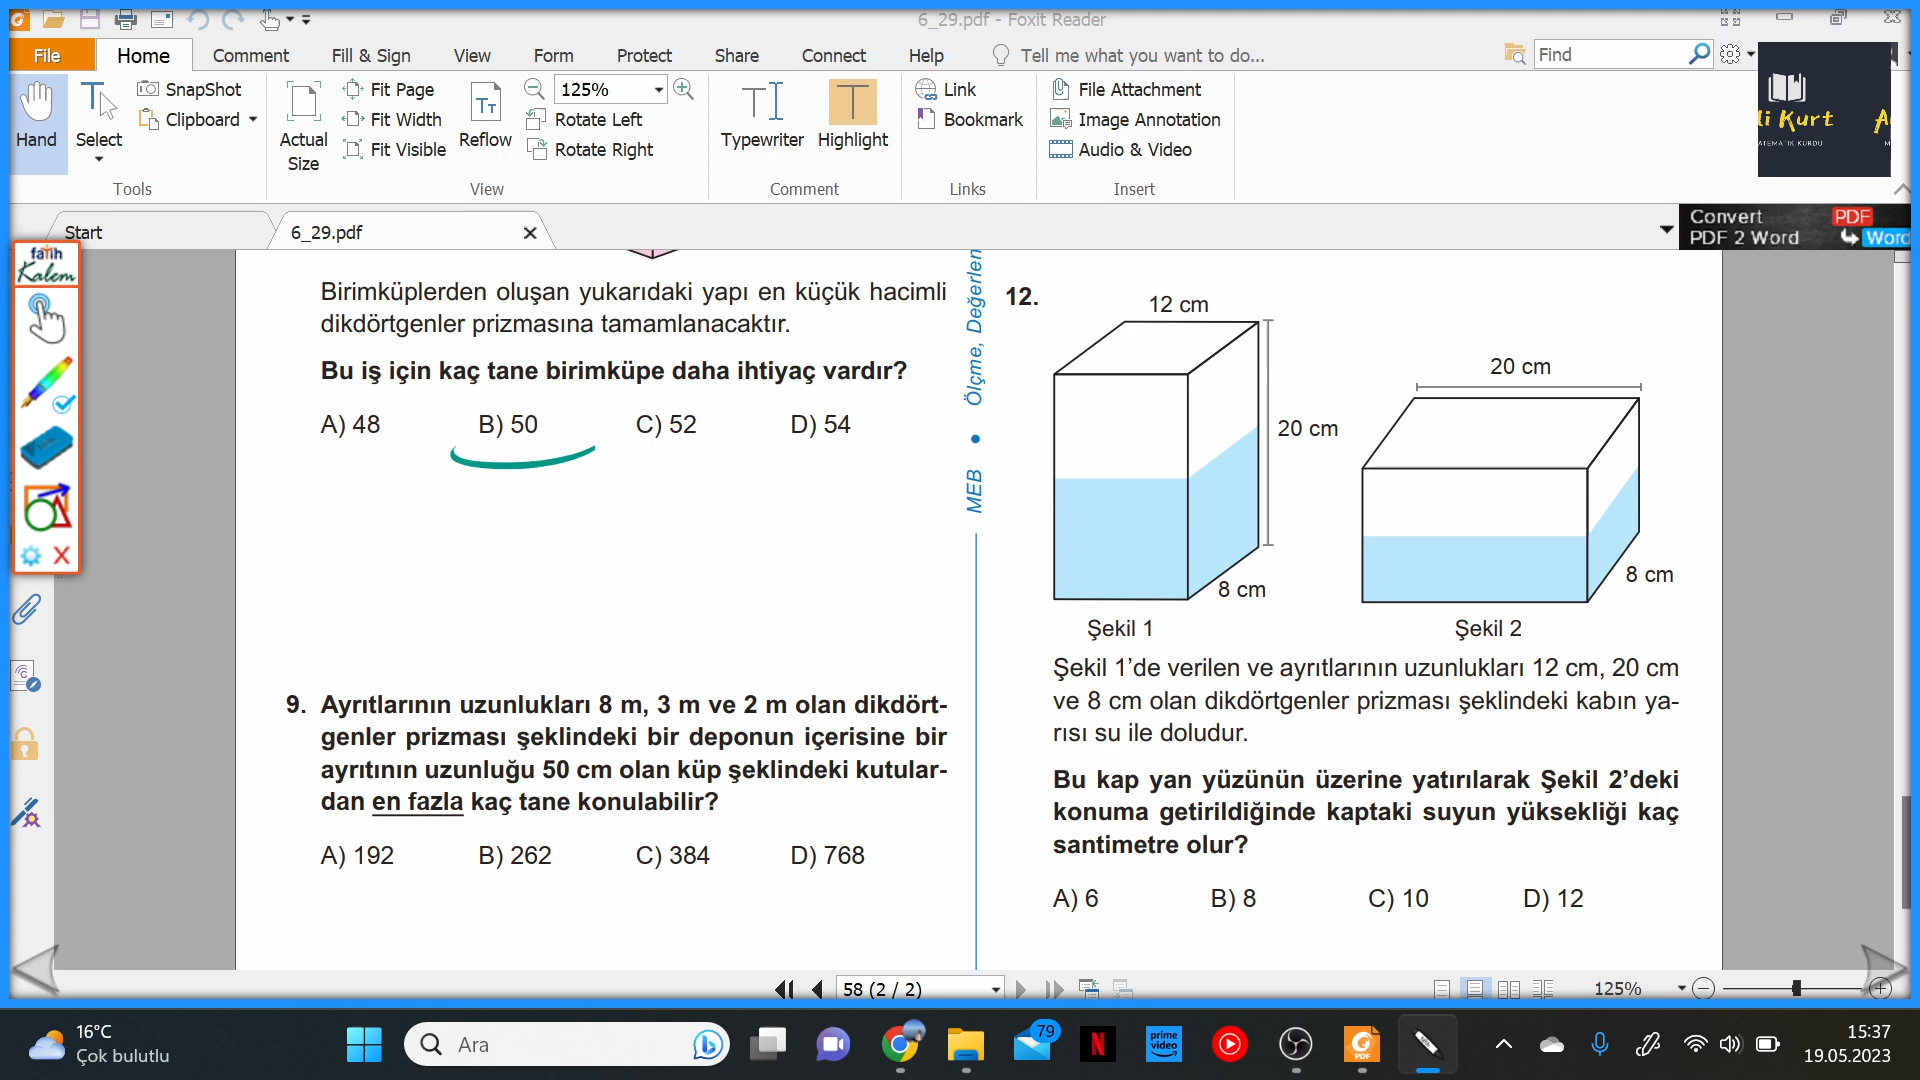 6_29.pdf - Foxit Reader
File Home Comment Fill & Sign View Form Protect Share Connect Help Tell me what you want to do... Find
Hand
Select
SnapShot
Clipboard
Tools
Actual Size
Fit Page
Fit Width
Fit Visible
Reflow
125%
Rotate Left
Rotate Right
View
Typewriter
Highlight
Comment
Link
Bookmark
Links
File Attachment
Image Annotation
Audio & Video
Insert
li Kurt
ATEMATİK KURDU
Start
6_29.pdf
Convert PDF
PDF 2 Word Word
fatih
Kalem
Birimküplerden oluşan yukarıdaki yapı en küçük hacimli
dikdörtgenler prizmasına tamamlanacaktır.
Bu iş için kaç tane birimküpe daha ihtiyaç vardır?
A) 48 B) 50 C) 52 D) 54
9. Ayrıtlarının uzunlukları 8 m, 3 m ve 2 m olan dikdört-
genler prizması şeklindeki bir deponun içerisine bir
ayrıtının uzunluğu 50 cm olan küp şeklindeki kutular-
dan en fazla kaç tane konulabilir?
A) 192 B) 262 C) 384 D) 768
MEB • Ölçme, Değerlen
12.
12 cm
20 cm
8 cm
Şekil 1
20 cm
8 cm
Şekil 2
Şekil 1’de verilen ve ayrıtlarının uzunlukları 12 cm, 20 cm
ve 8 cm olan dikdörtgenler prizması şeklindeki kabın ya-
rısı su ile doludur.
Bu kap yan yüzünün üzerine yatırılarak Şekil 2’deki
konuma getirildiğinde kaptaki suyun yüksekliği kaç
santimetre olur?
A) 6 B) 8 C) 10 D) 12
58 (2 / 2)
125%
16°C
Çok bulutlu
Ara
79
N
prime video
PDF
15:37
19.05.2023